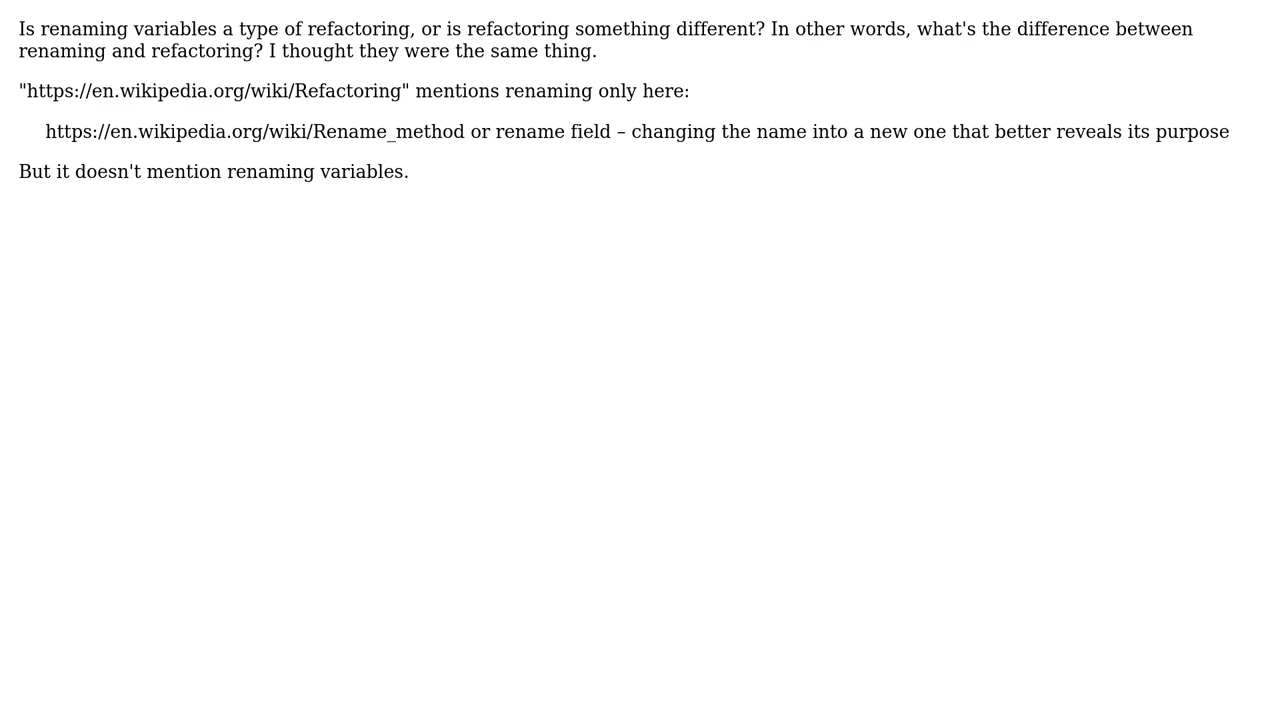 Is renaming variables a type of refactoring, or is refactoring something different? In other words, what's the difference between
renaming and refactoring? I thought they were the same thing.
"https://en.wikipedia.org/wiki/Refactoring" mentions renaming only here:
https://en.wikipedia.org/wiki/Rename_method or rename field – changing the name into a new one that better reveals its purpose
But it doesn't mention renaming variables.